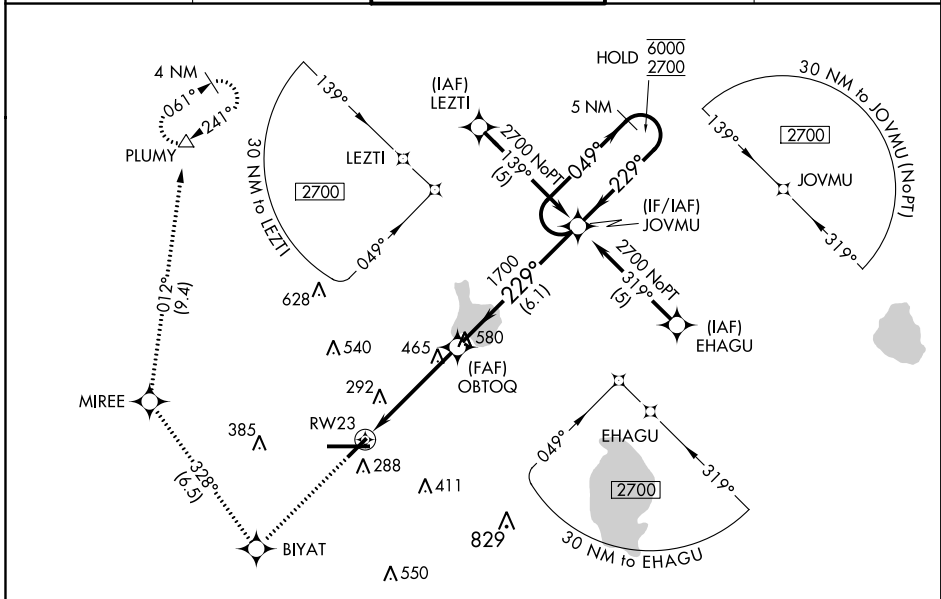 4 NM
061°
241°
PLUMY
139°
LEZTI
2700
049°
30 NM to LEZTI
(IAF)
LEZTI
2700 NoPT
139°
(5)
HOLD 6000
2700
5 NM
049°
229°
(IF/IAF)
JOVMU
30 NM to JOVMU (NoPT)
139°
2700
JOVMU
319°
2700 NoPT
319°
(5)
(IAF)
EHAGU
1700
229°
(6.1)
628
012°
(9.4)
540
465
580
(FAF)
OBTOQ
292
MIREE
RW23
385
288
328°
(6.5)
411
EHAGU
049°
319°
2700
30 NM to EHAGU
829
BIYAT
550